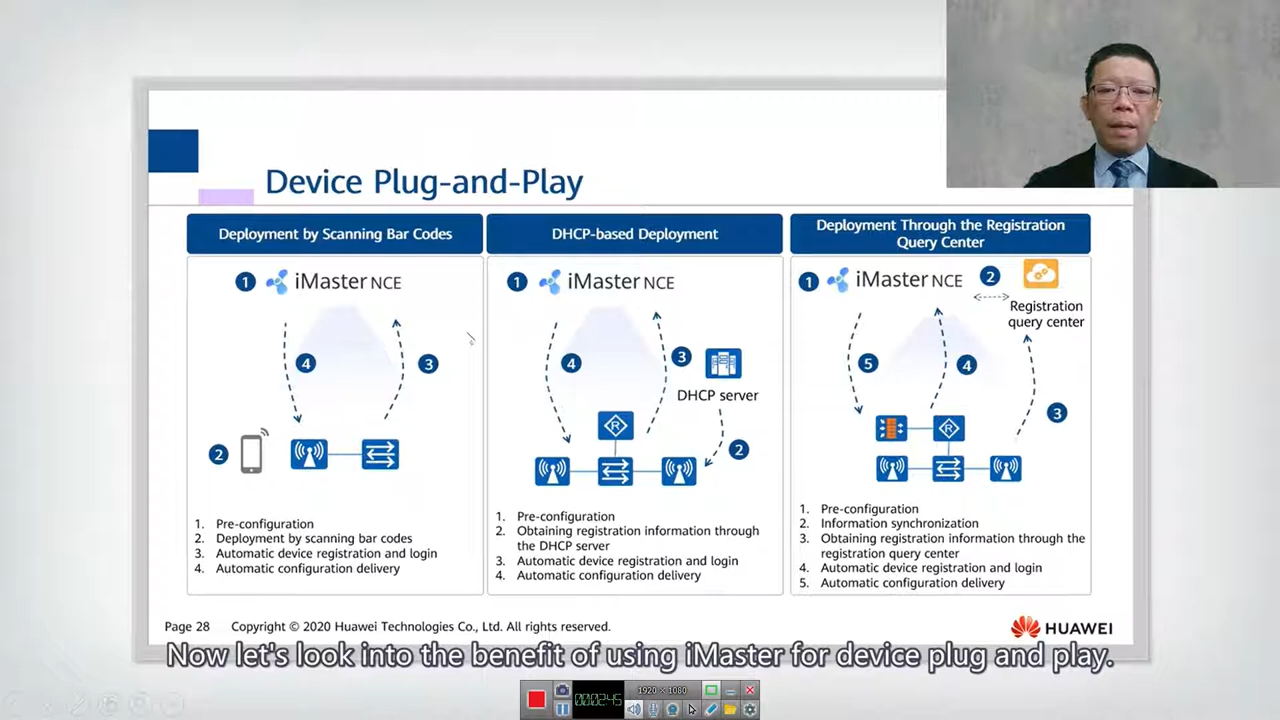 Device Plug-and-Play
Deployment by Scanning Bar Codes
1 iMaster NCE
4
3
2
1. Pre-configuration
2. Deployment by scanning bar codes
3. Automatic device registration and login
4. Automatic configuration delivery
DHCP-based Deployment
1 iMaster NCE
4
3
DHCP server
R
2
1. Pre-configuration
2. Obtaining registration information through
the DHCP server
3. Automatic device registration and login
4. Automatic configuration delivery
Deployment Through the Registration
Query Center
1 iMaster NCE
2
Registration
query center
5
4
3
R
1. Pre-configuration
2. Information synchronization
3. Obtaining registration information through the
registration query center
4. Automatic device registration and login
5. Automatic configuration delivery
Page 28 Copyright © 2020 Huawei Technologies Co., Ltd. All rights reserved.
HUAWEI
Now let's look into the benefit of using iMaster for device plug and play.
000:02:45
1920 × 1080